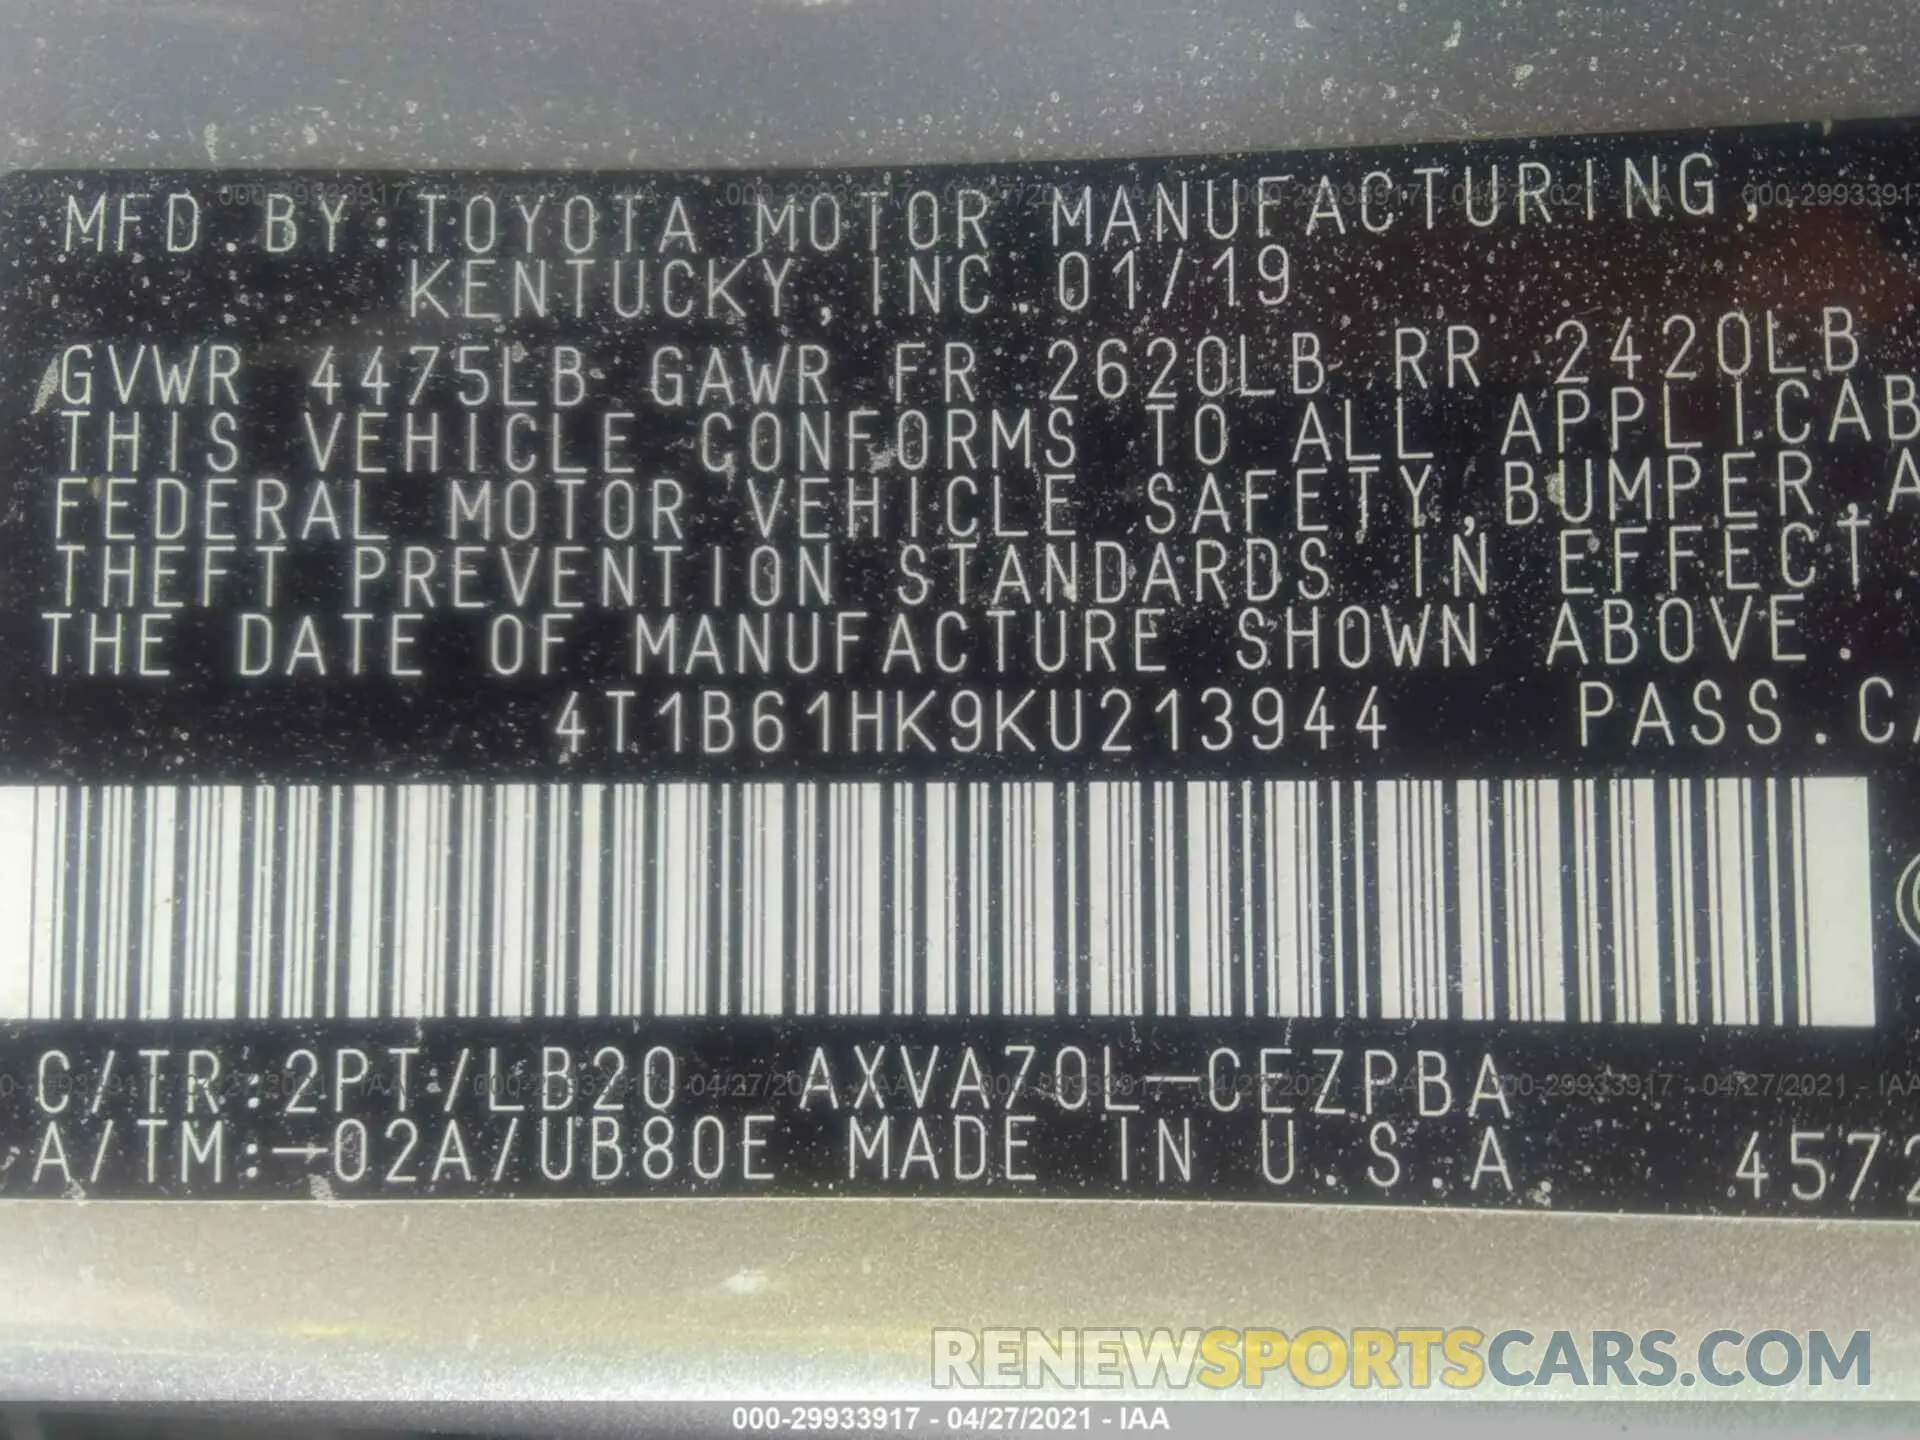 MFD. BY: TOYOTA MOTOR MANUFACTURING,
KENTUCKY, INC. 01/19
GVWR 4475LB GAWR FR 2620LB RR 2420LB
THIS VEHICLE CONFORMS TO ALL APPLICAB
FEDERAL MOTOR VEHICLE SAFETY, BUMPER, A
THEFT PREVENTION STANDARDS IN EFFECT
THE DATE OF MANUFACTURE SHOWN ABOVE.
4T1B61HK9KU213944 PASS.CA
C/TR:2PT/LB20 AXVA70L-CEZPBA
A/TM:-02A/UB80E MADE IN U.S.A. 4572
RENEWSPORTSCARS.COM
000-29933917 - 04/27/2021 - IAA